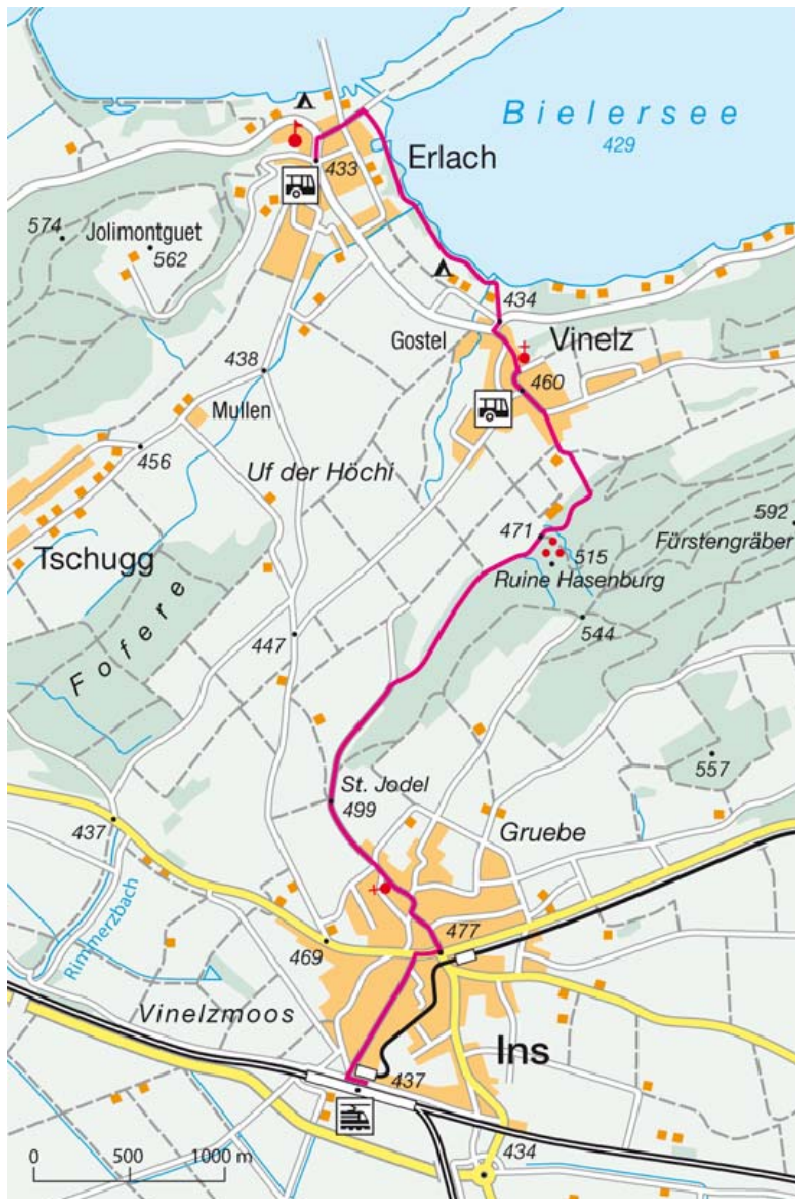 Bielersee
429
Erlach
433
574
Jolimontguet
562
434
Gostel
Vinelz
438
460
Mullen
456
Uf der Höchi
471
592
515
Fürstengräber
Tschugg
Ruine Hasenburg
Fofere
544
447
557
St. Jodel
499
437
Gruebe
Rimmerzbach
477
469
Vinelzmoos
Ins
437
0 500 1000 m
434